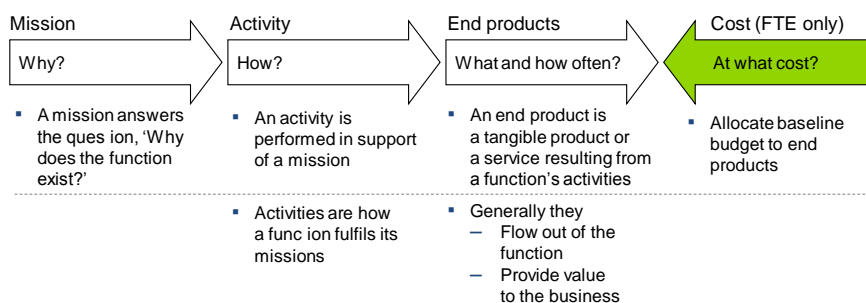 Mission
Activity
End products
Cost (FTE only)
Why?
How?
What and how often?
At what cost?
▪ A mission answers
the ques ion, ‘Why
does the function
exist?’
▪ An activity is
performed in support
of a mission
▪ An end product is
a tangible product or
a service resulting from
a function’s activities
▪ Allocate baseline
budget to end
products
▪ Activities are how
a func ion fulfils its
missions
▪ Generally they
– Flow out of the
function
– Provide value
to the business